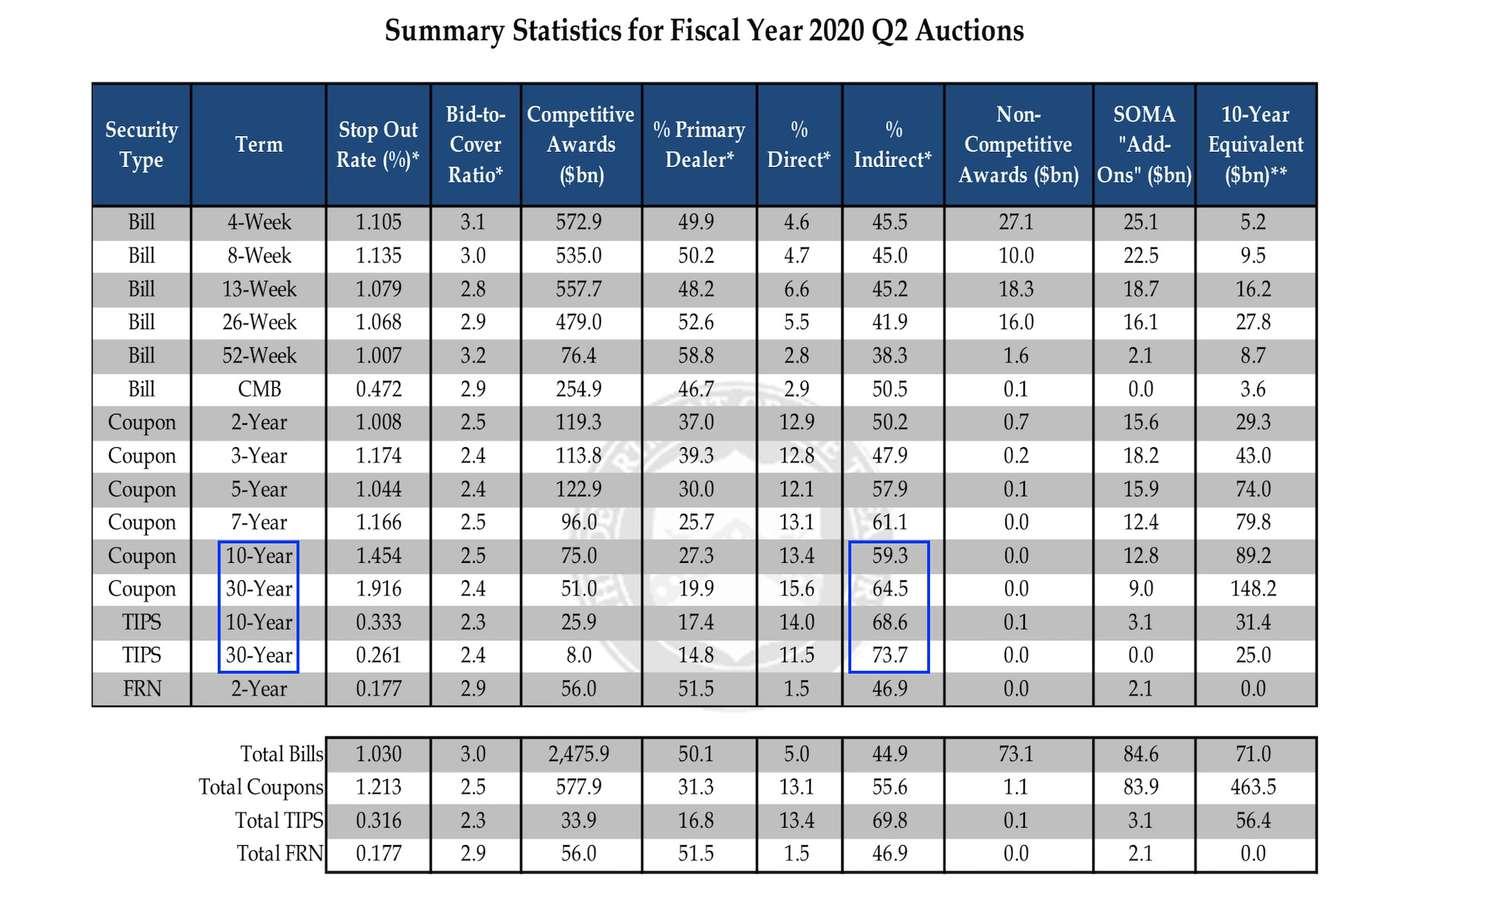 Summary Statistics for Fiscal Year 2020 Q2 Auctions
Security Type Term Stop Out Rate (%)* Bid-to-Cover Ratio* Competitive Awards ($bn) % Primary Dealer* % Direct* % Indirect* Non-Competitive Awards ($bn) SOMA "Add-Ons" ($bn) 10-Year Equivalent ($bn)**
Bill 4-Week 1.105 3.1 572.9 49.9 4.6 45.5 27.1 25.1 5.2
Bill 8-Week 1.135 3.0 535.0 50.2 4.7 45.0 10.0 22.5 9.5
Bill 13-Week 1.079 2.8 557.7 48.2 6.6 45.2 18.3 18.7 16.2
Bill 26-Week 1.068 2.9 479.0 52.6 5.5 41.9 16.0 16.1 27.8
Bill 52-Week 1.007 3.2 76.4 58.8 2.8 38.3 1.6 2.1 8.7
Bill CMB 0.472 2.9 254.9 46.7 2.9 50.5 0.1 0.0 3.6
Coupon 2-Year 1.008 2.5 119.3 37.0 12.9 50.2 0.7 15.6 29.3
Coupon 3-Year 1.174 2.4 113.8 39.3 12.8 47.9 0.2 18.2 43.0
Coupon 5-Year 1.044 2.4 122.9 30.0 12.1 57.9 0.1 15.9 74.0
Coupon 7-Year 1.166 2.5 96.0 25.7 13.1 61.1 0.0 12.4 79.8
Coupon 10-Year 1.454 2.5 75.0 27.3 13.4 59.3 0.0 12.8 89.2
Coupon 30-Year 1.916 2.4 51.0 19.9 15.6 64.5 0.0 9.0 148.2
TIPS 10-Year 0.333 2.3 25.9 17.4 14.0 68.6 0.1 3.1 31.4
TIPS 30-Year 0.261 2.4 8.0 14.8 11.5 73.7 0.0 0.0 25.0
FRN 2-Year 0.177 2.9 56.0 51.5 1.5 46.9 0.0 2.1 0.0
Total Bills 1.030 3.0 2,475.9 50.1 5.0 44.9 73.1 84.6 71.0
Total Coupons 1.213 2.5 577.9 31.3 13.1 55.6 1.1 83.9 463.5
Total TIPS 0.316 2.3 33.9 16.8 13.4 69.8 0.1 3.1 56.4
Total FRN 0.177 2.9 56.0 51.5 1.5 46.9 0.0 2.1 0.0